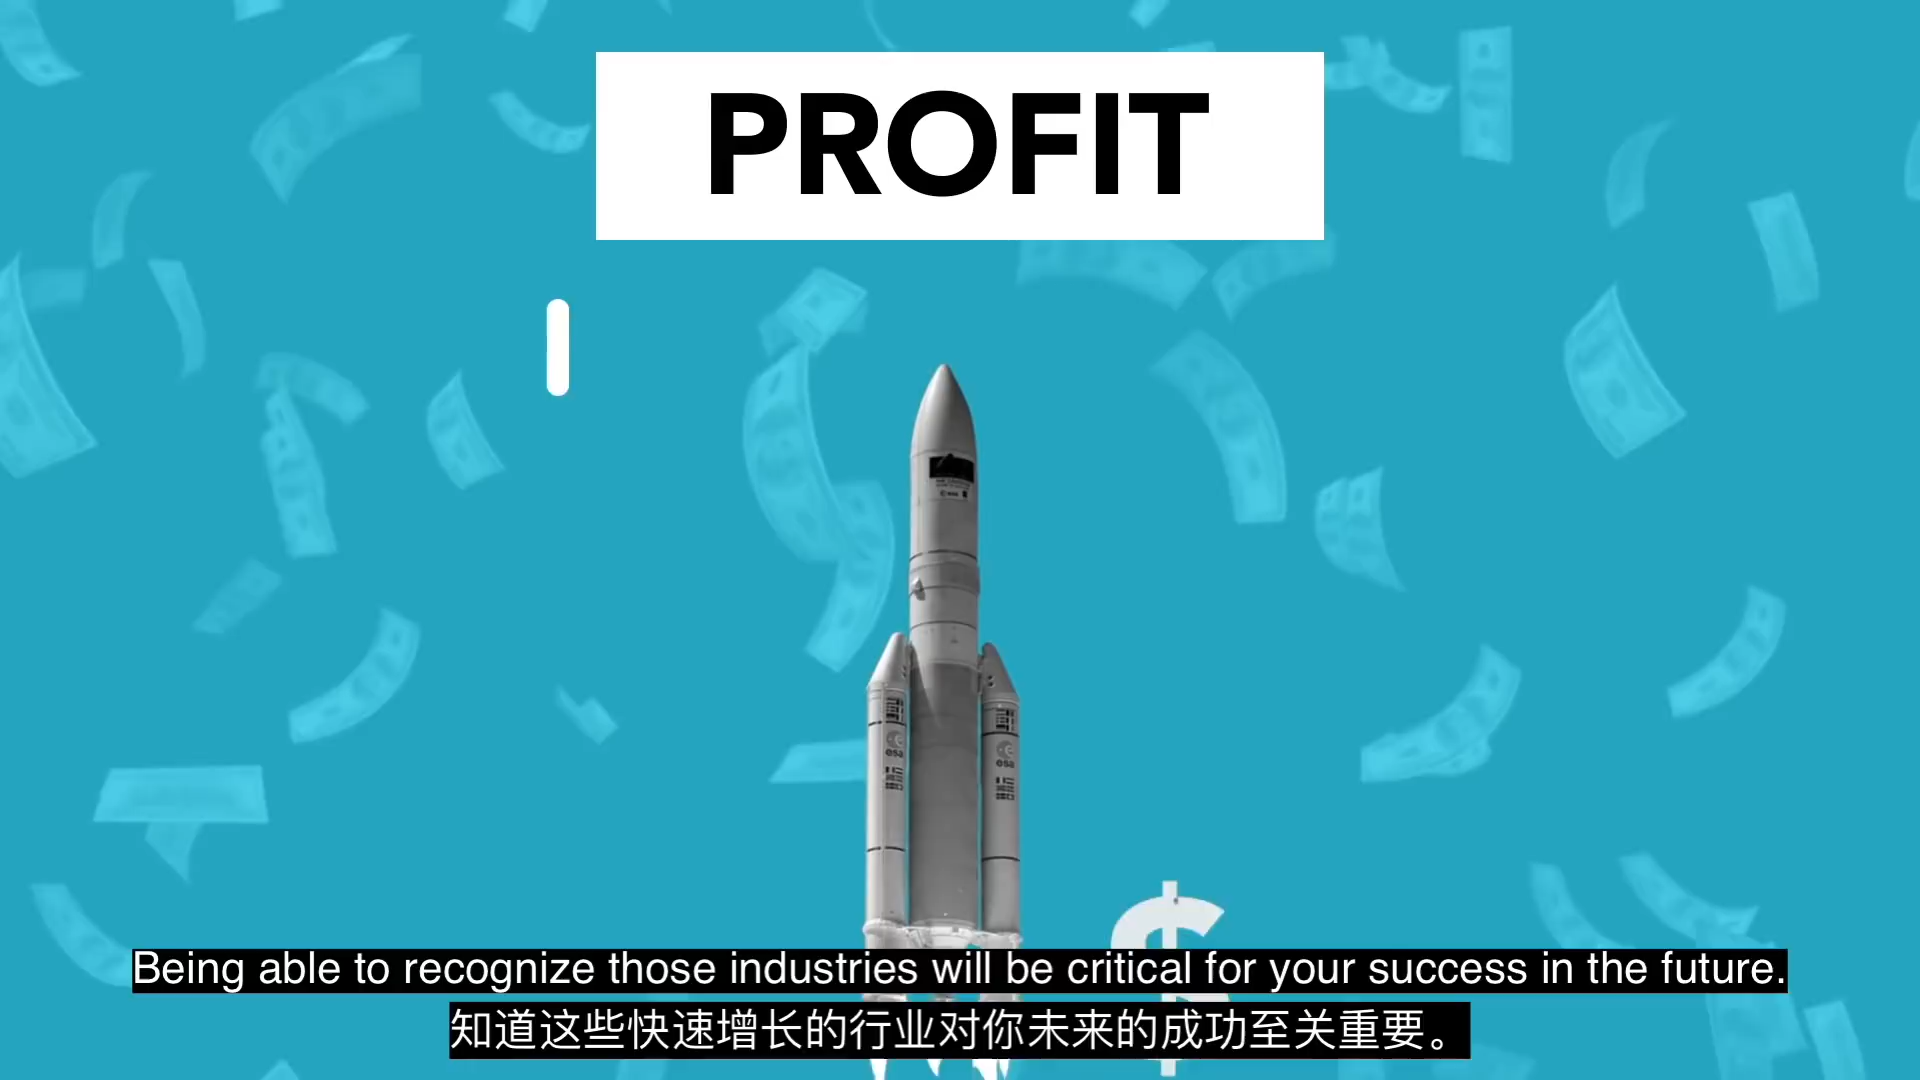 PROFIT
esa
esa
$
Being able to recognize those industries will be critical for your success in the future.
知道这些快速增长的行业对你未来的成功至关重要。